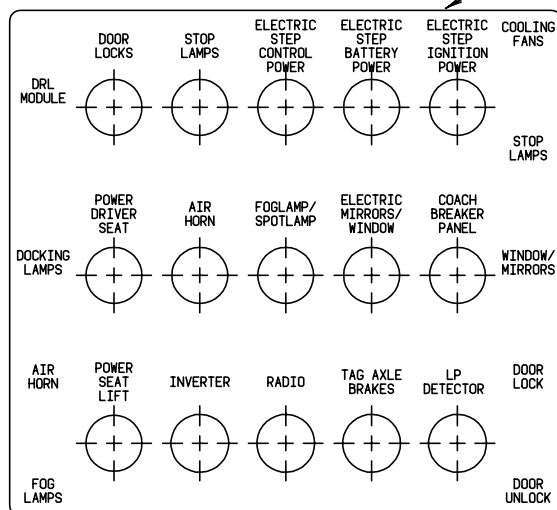 DOOR
LOCKS
STOP
LAMPS
ELECTRIC
STEP
CONTROL
POWER
ELECTRIC
STEP
BATTERY
POWER
ELECTRIC
STEP
IGNITION
POWER
COOLING
FANS
DRL
MODULE
STOP
LAMPS
POWER
DRIVER
SEAT
AIR
HORN
FOGLAMP/
SPOTLAMP
ELECTRIC
MIRRORS/
WINDOW
COACH
BREAKER
PANEL
DOCKING
LAMPS
WINDOW/
MIRRORS
AIR
HORN
POWER
SEAT
LIFT
INVERTER
RADIO
TAG AXLE
BRAKES
LP
DETECTOR
DOOR
LOCK
FOG
LAMPS
DOOR
UNLOCK